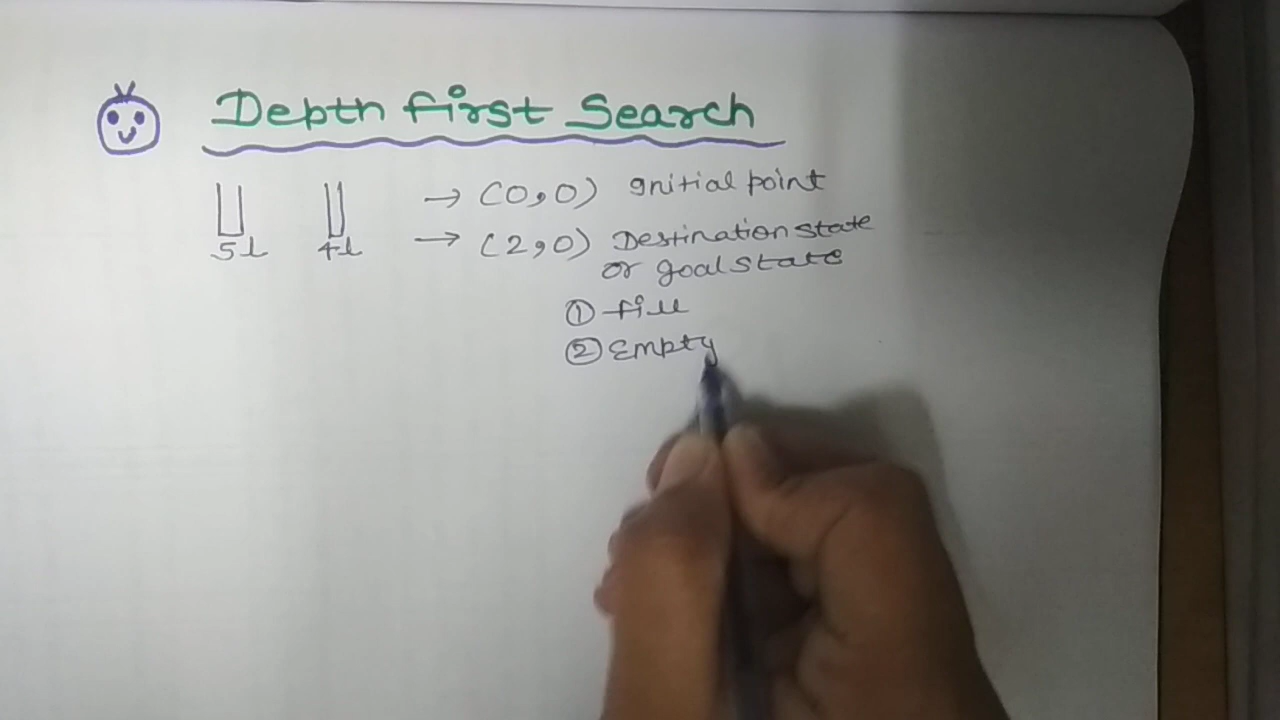 Depth first Search
5l 4l → (0,0) Initial point
→ (2,0) Destination state
or goal state
① fill
② Empty